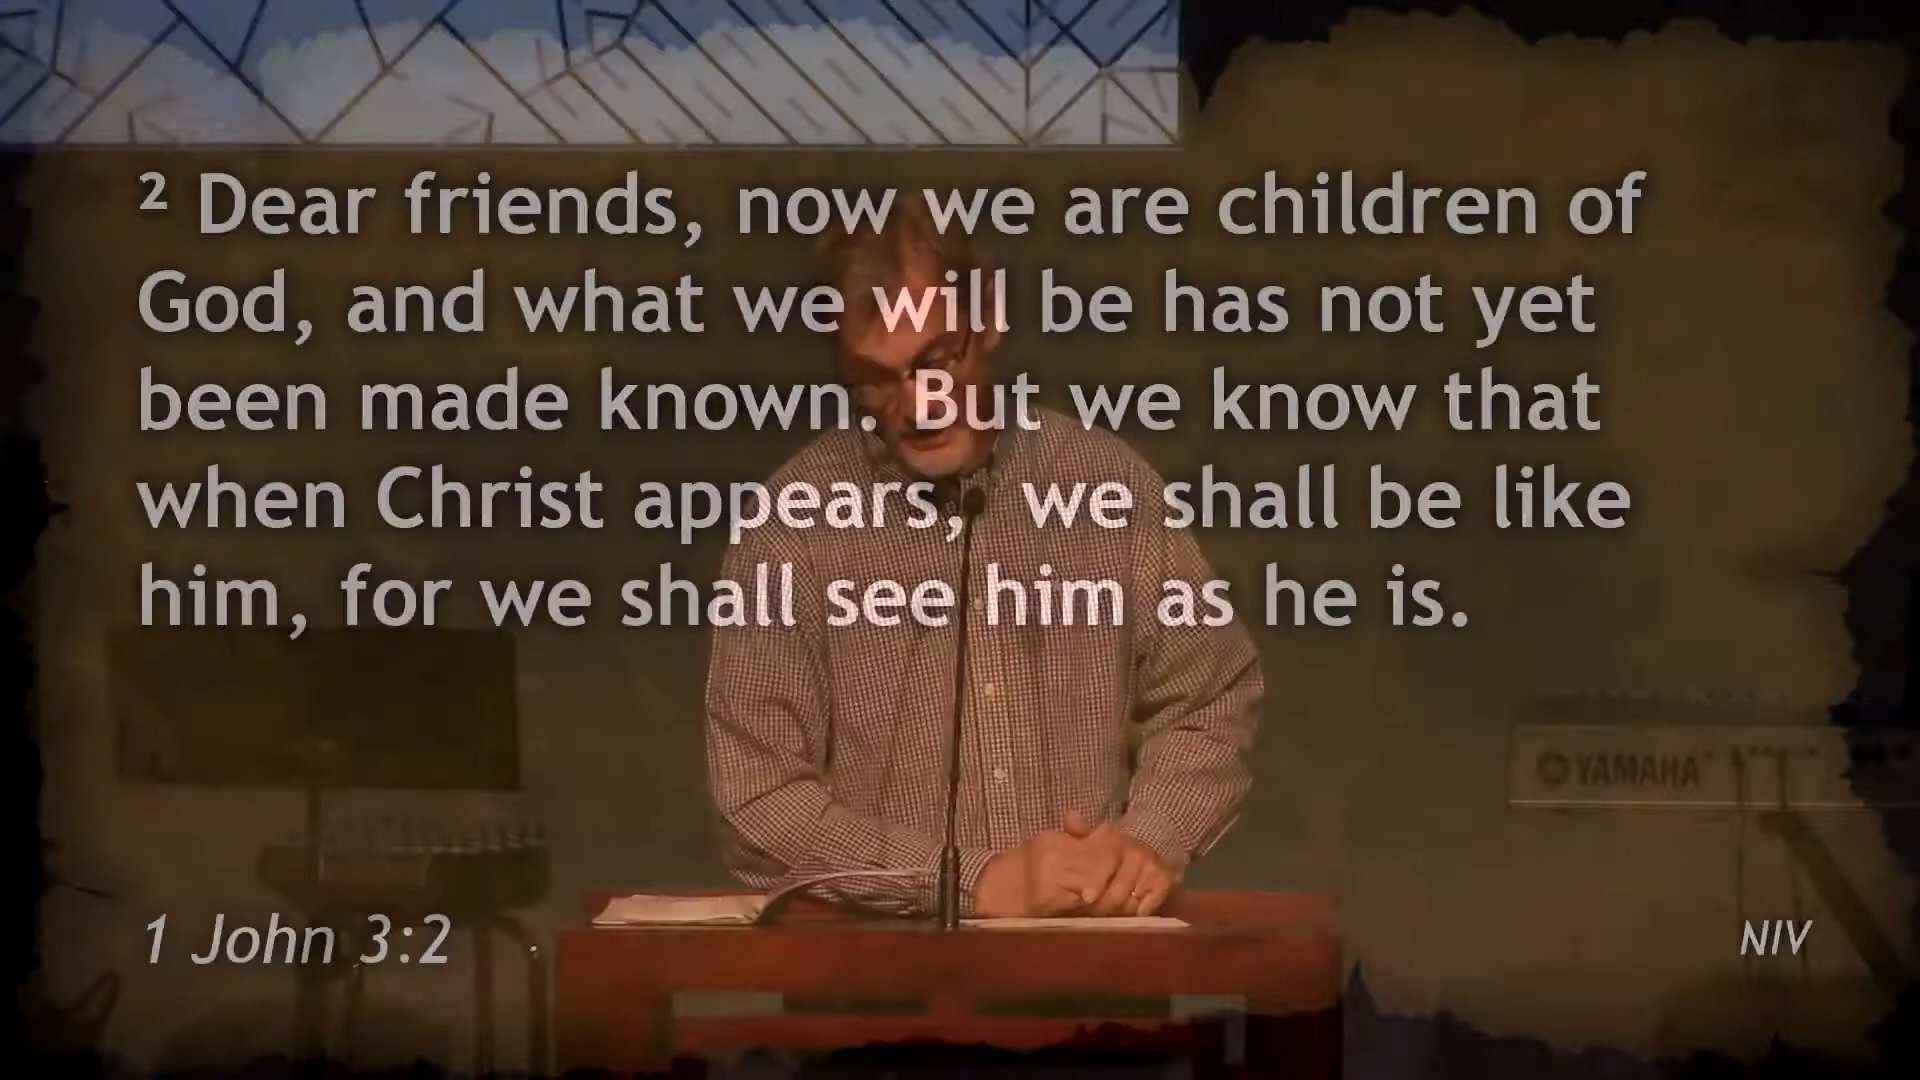 ² Dear friends, now we are children of
God, and what we will be has not yet
been made known. But we know that
when Christ appears, we shall be like
him, for we shall see him as he is.
YAMAHA
1 John 3:2
NIV